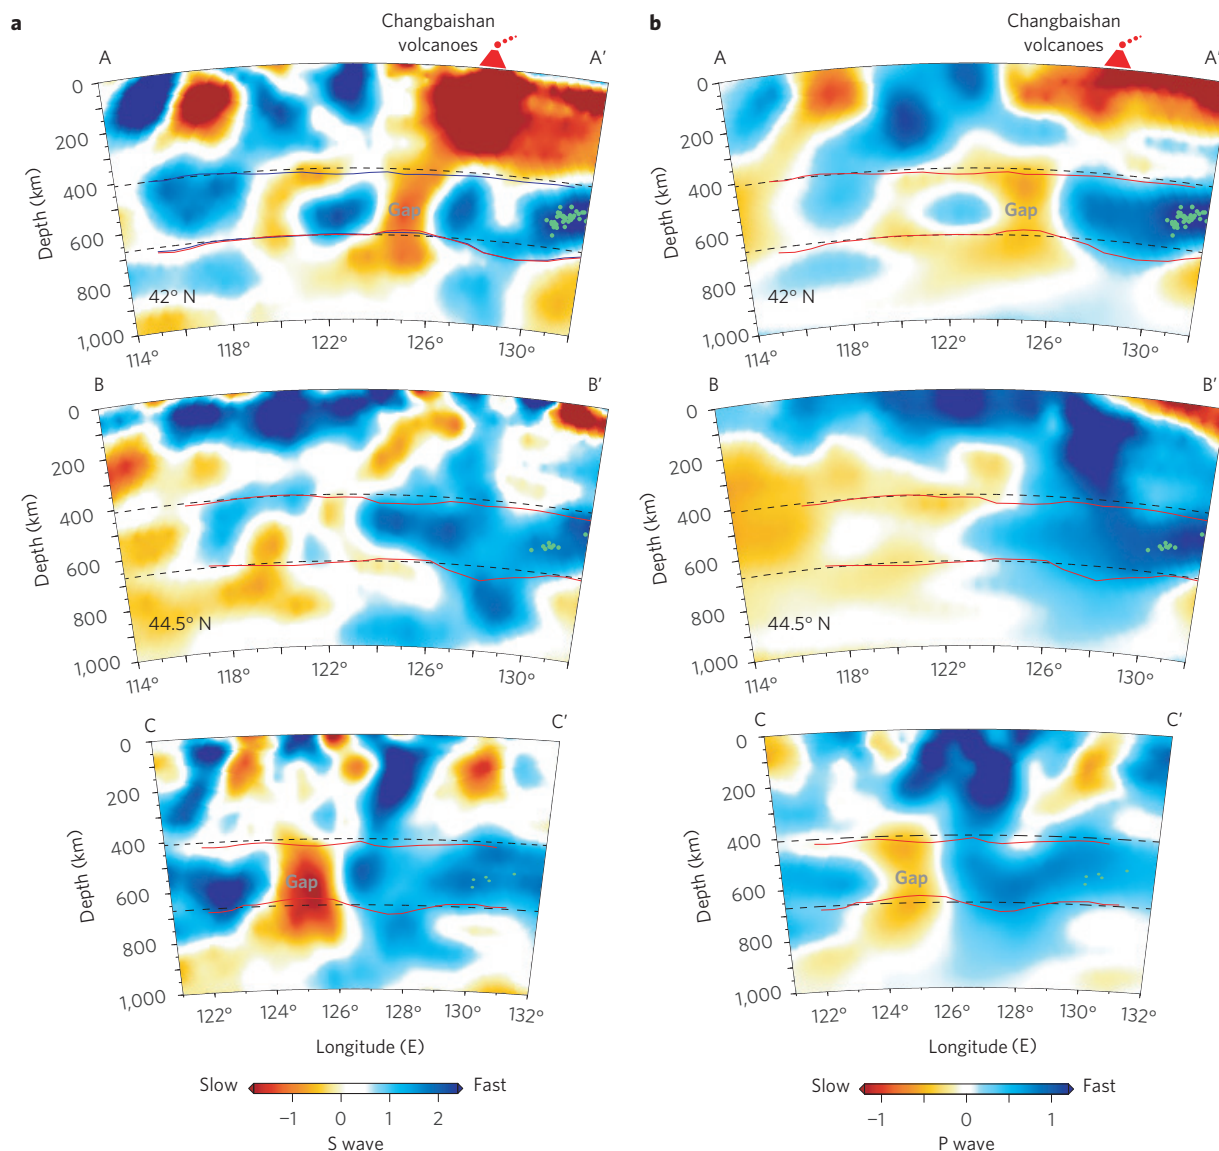 a
Changbaishan
volcanoes
A
A'
0
200
400
600
800
1,000
Depth (km)
Gap
42° N
114°
118°
122°
126°
130°
b
Changbaishan
volcanoes
A
A'
0
200
400
600
800
1,000
Depth (km)
Gap
42° N
114°
118°
122°
126°
130°
B
B'
0
200
400
600
800
1,000
Depth (km)
44.5° N
114°
118°
122°
126°
130°
B
B'
0
200
400
600
800
1,000
Depth (km)
44.5° N
114°
118°
122°
126°
130°
C
C'
0
200
400
600
800
1,000
Depth (km)
Gap
122°
124°
126°
128°
130°
132°
Longitude (E)
C
C'
0
200
400
600
800
1,000
Depth (km)
Gap
122°
124°
126°
128°
130°
132°
Longitude (E)
Slow
Fast
−1
0
1
2
S wave
Slow
Fast
−1
0
1
P wave